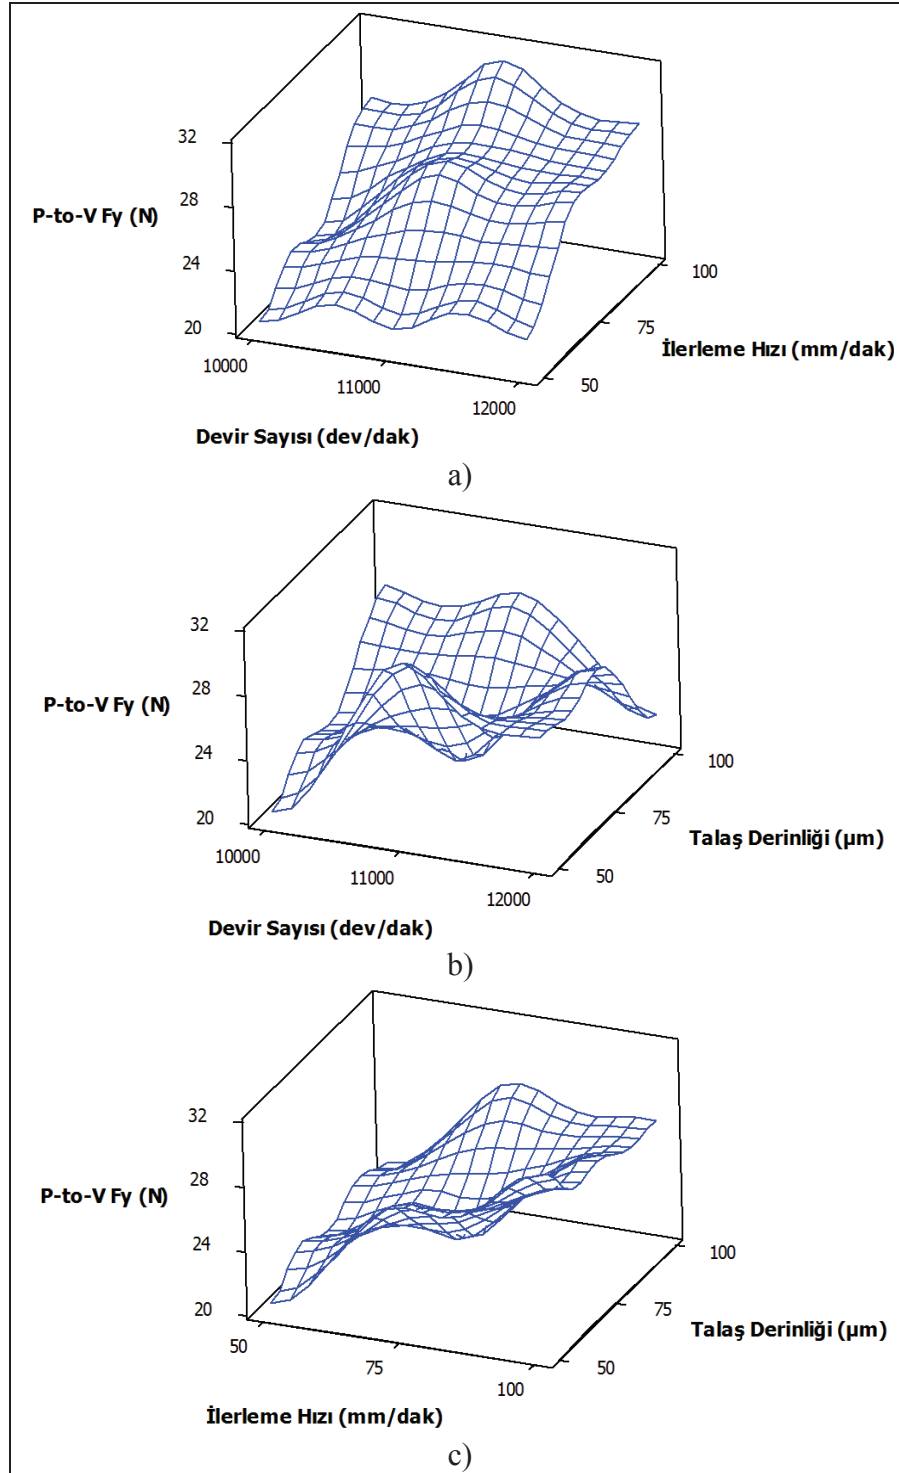 32
28
P-to-V Fy (N)
24
20
100
75
İlerleme Hızı (mm/dak)
50
10000
11000
12000
Devir Sayısı (dev/dak)
a)
32
28
P-to-V Fy (N)
24
20
100
75
Talaş Derinliği (µm)
50
10000
11000
12000
Devir Sayısı (dev/dak)
b)
32
28
P-to-V Fy (N)
24
20
100
75
Talaş Derinliği (µm)
50
50
75
100
İlerleme Hızı (mm/dak)
c)